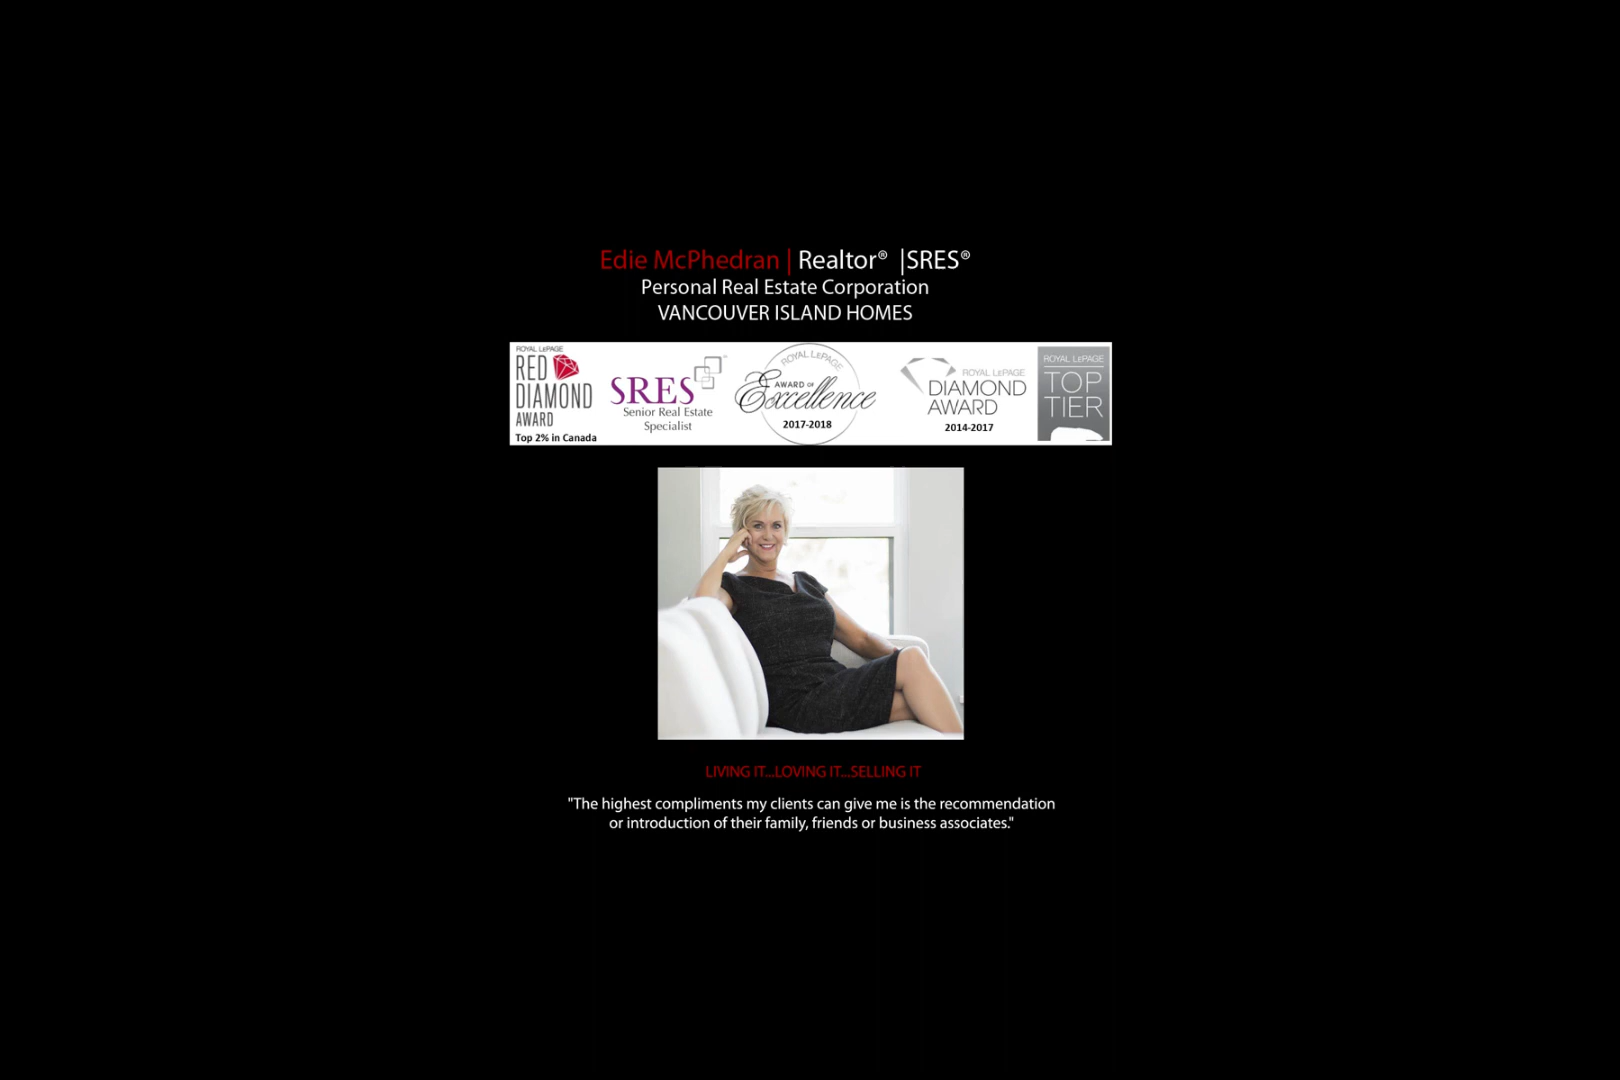 Edie McPhedran | Realtor® |SRES®
Personal Real Estate Corporation
VANCOUVER ISLAND HOMES
ROYAL LEPAGE
RED
DIAMOND
AWARD
Top 2% in Canada
SRES™
Senior Real Estate
Specialist
ROYAL LEPAGE
AWARD OF
Excellence
2017-2018
ROYAL LEPAGE
DIAMOND
AWARD
2014-2017
ROYAL LEPAGE
TOP
TIER
LIVING IT...LOVING IT...SELLING IT
"The highest compliments my clients can give me is the recommendation
or introduction of their family, friends or business associates."